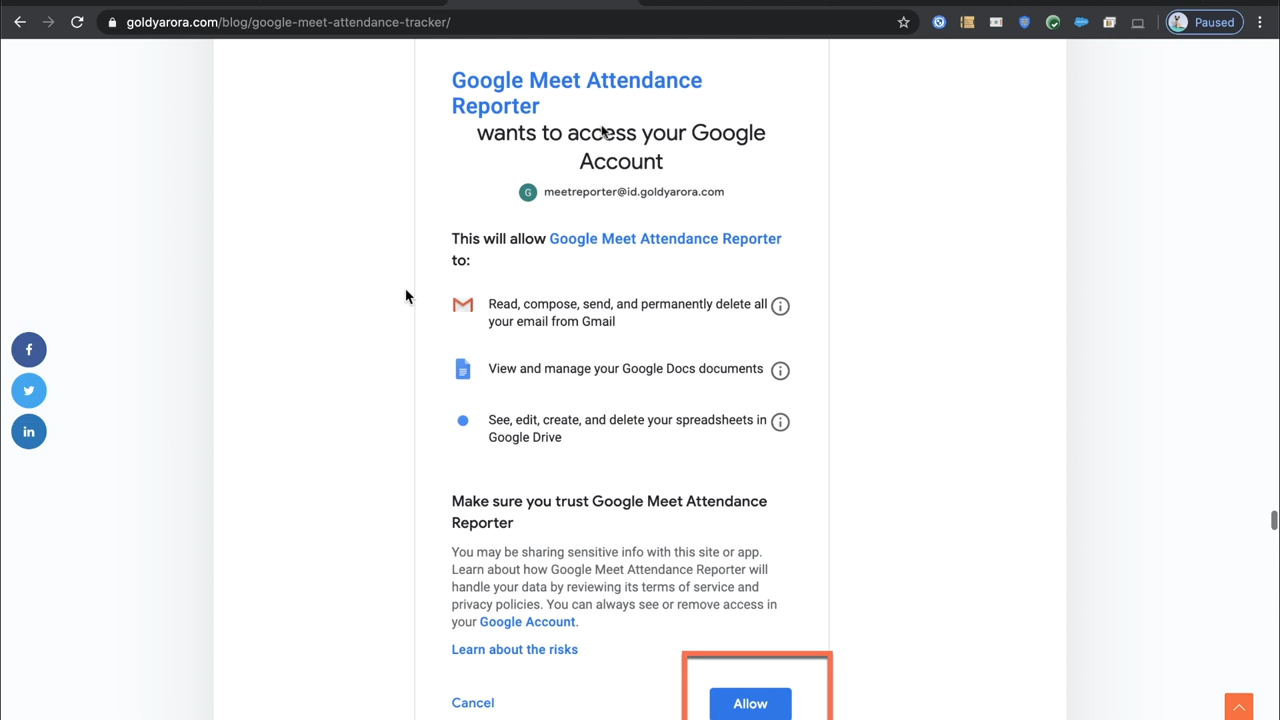 goldyarora.com/blog/google-meet-attendance-tracker/
Paused
Google Meet Attendance
Reporter
wants to access your Google
Account
G meetreporter@id.goldyarora.com
This will allow Google Meet Attendance Reporter
to:
Read, compose, send, and permanently delete all
your email from Gmail
View and manage your Google Docs documents
See, edit, create, and delete your spreadsheets in
Google Drive
Make sure you trust Google Meet Attendance
Reporter
You may be sharing sensitive info with this site or app.
Learn about how Google Meet Attendance Reporter will
handle your data by reviewing its terms of service and
privacy policies. You can always see or remove access in
your Google Account.
Learn about the risks
Cancel
Allow